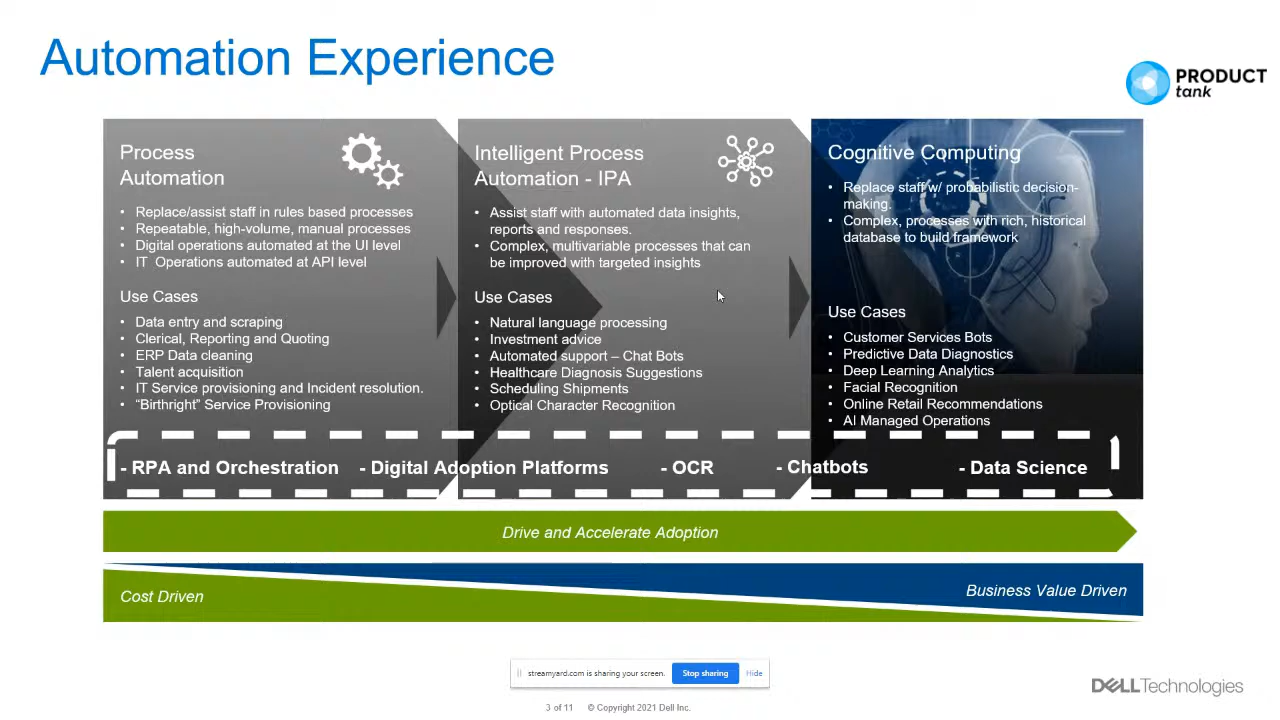 Automation Experience
PRODUCT
tank
Process
Automation
• Replace/assist staff in rules based processes
• Repeatable, high-volume, manual processes
• Digital operations automated at the UI level
• IT Operations automated at API level
Use Cases
• Data entry and scraping
• Clerical, Reporting and Quoting
• ERP Data cleaning
• Talent acquisition
• IT Service provisioning and Incident resolution.
• “Birthright” Service Provisioning
Intelligent Process
Automation - IPA
• Assist staff with automated data insights,
reports and responses.
• Complex, multivariable processes that can
be improved with targeted insights
Use Cases
• Natural language processing
• Investment advice
• Automated support – Chat Bots
• Healthcare Diagnosis Suggestions
• Scheduling Shipments
• Optical Character Recognition
Cognitive Computing
• Replace staff w/ probabilistic decision-
making.
• Complex, processes with rich, historical
database to build framework
Use Cases
• Customer Services Bots
• Predictive Data Diagnostics
• Deep Learning Analytics
• Facial Recognition
• Online Retail Recommendations
• AI Managed Operations
- RPA and Orchestration - Digital Adoption Platforms - OCR - Chatbots - Data Science
Drive and Accelerate Adoption
Cost Driven
Business Value Driven
streamyard.com is sharing your screen. Stop sharing Hide
DELL Technologies
3 of 11 © Copyright 2021 Dell Inc.